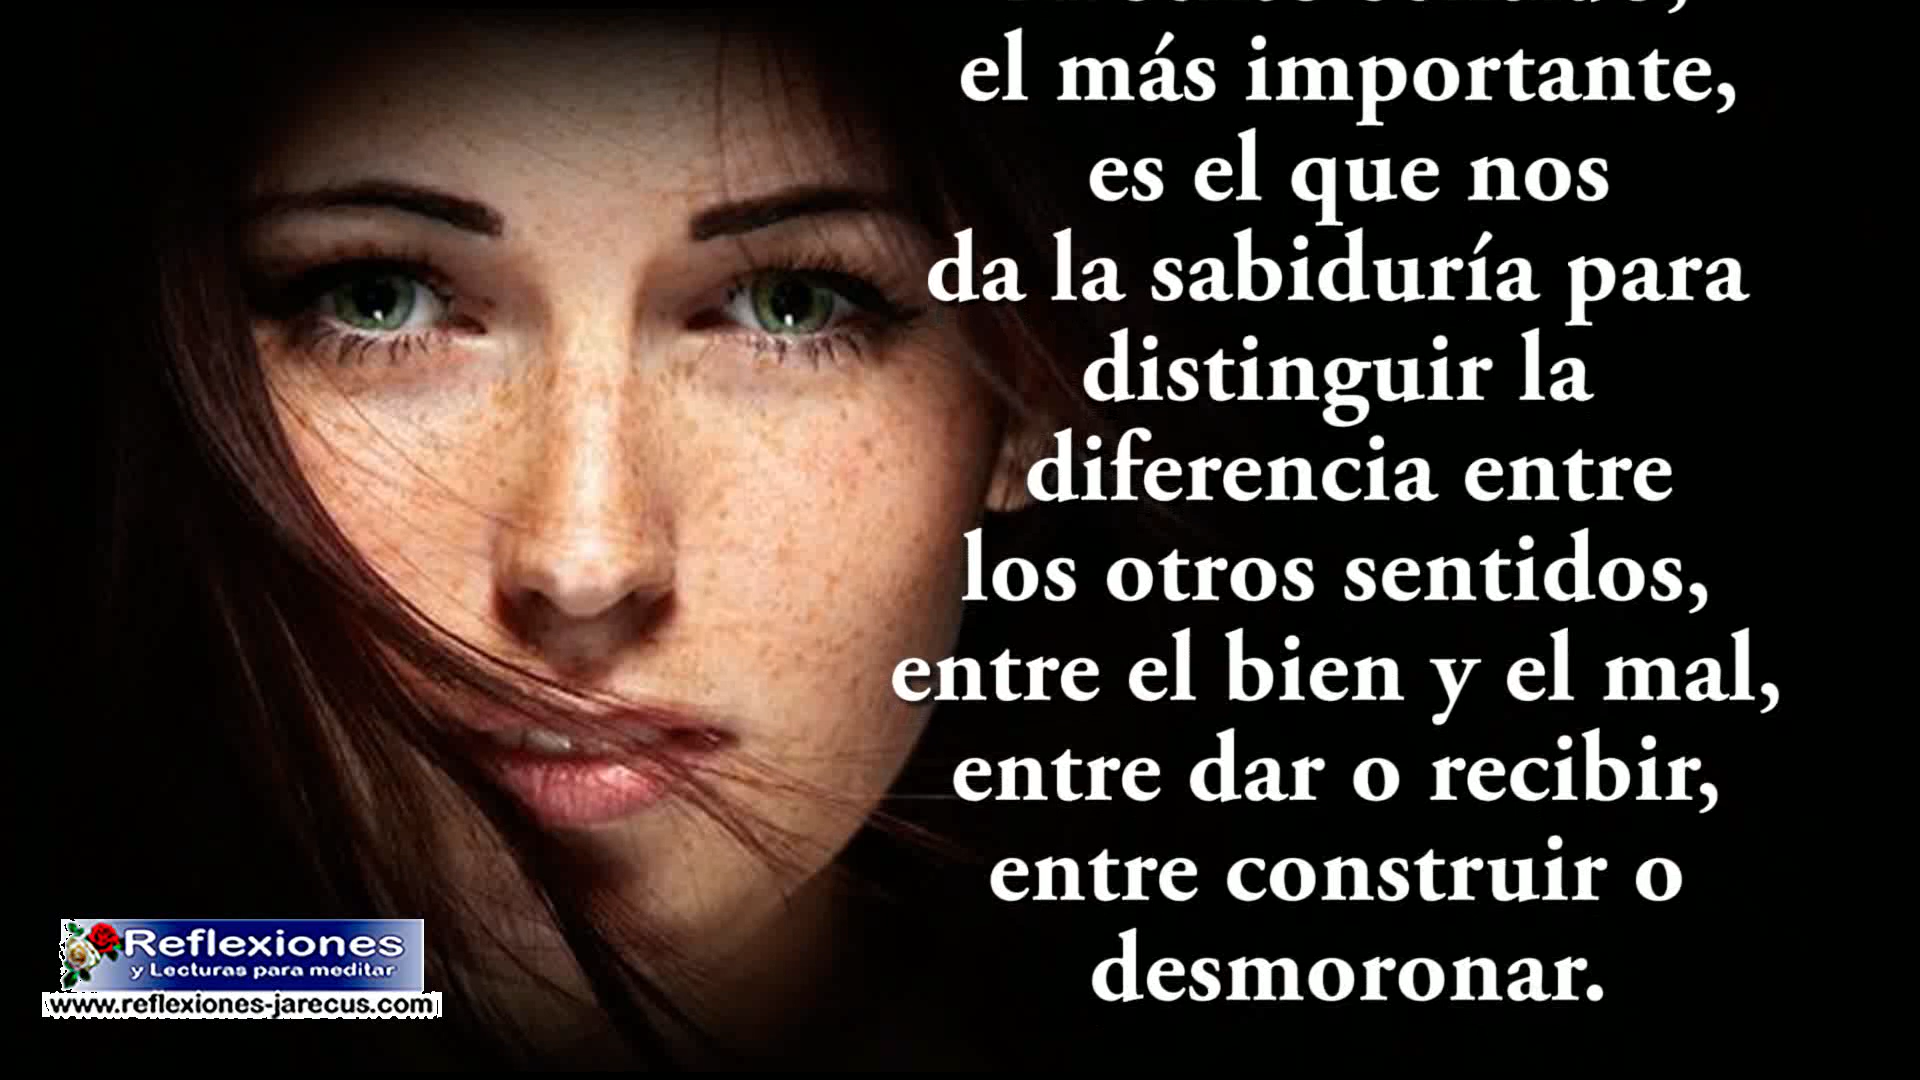 el más importante,
es el que nos
da la sabiduría para
distinguir la
diferencia entre
los otros sentidos,
entre el bien y el mal,
entre dar o recibir,
entre construir o
desmoronar.
Reflexiones
y Lecturas para meditar
www.reflexiones-jarecus.com